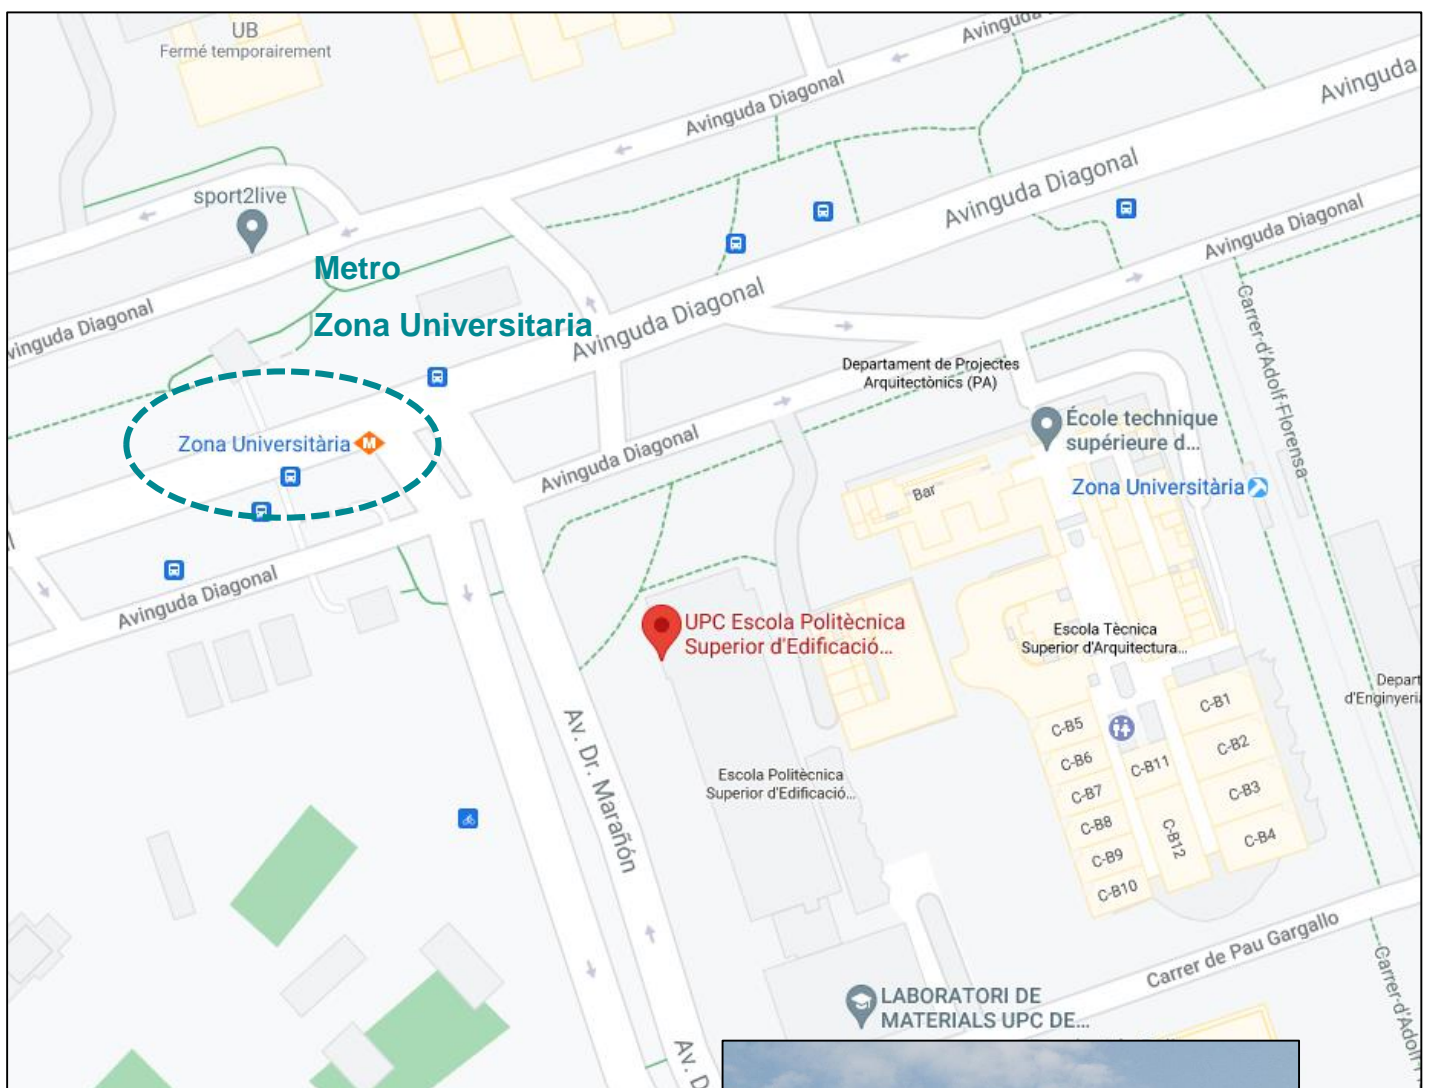 UB
Fermé temporairement
Avinguda Diagonal
Avinguda
Avinguda Diagonal
sport2live
Avinguda Diagonal
Metro
Zona Universitaria
Avinguda Diagonal
Avinguda Diagonal
Departament de Projectes
Arquitectònics (PA)
Carrer d'Adolf Florensa
École technique
supérieure d...
Zona Universitària
M
Avinguda Diagonal
Bar
Zona Universitària
Avinguda Diagonal
UPC Escola Politècnica
Superior d'Edificació...
Escola Tècnica
Superior d'Arquitectura...
Depart
d'Enginyeri
C-B1
C-B2
C-B3
C-B4
C-B5
C-B6
C-B7
C-B8
C-B9
C-B10
C-B11
C-B12
Av. Dr. Marañón
Escola Politècnica
Superior d'Edificació...
Carrer de Pau Gargallo
Carrer d'Adolf
LABORATORI DE
MATERIALS UPC DE...
Av. D